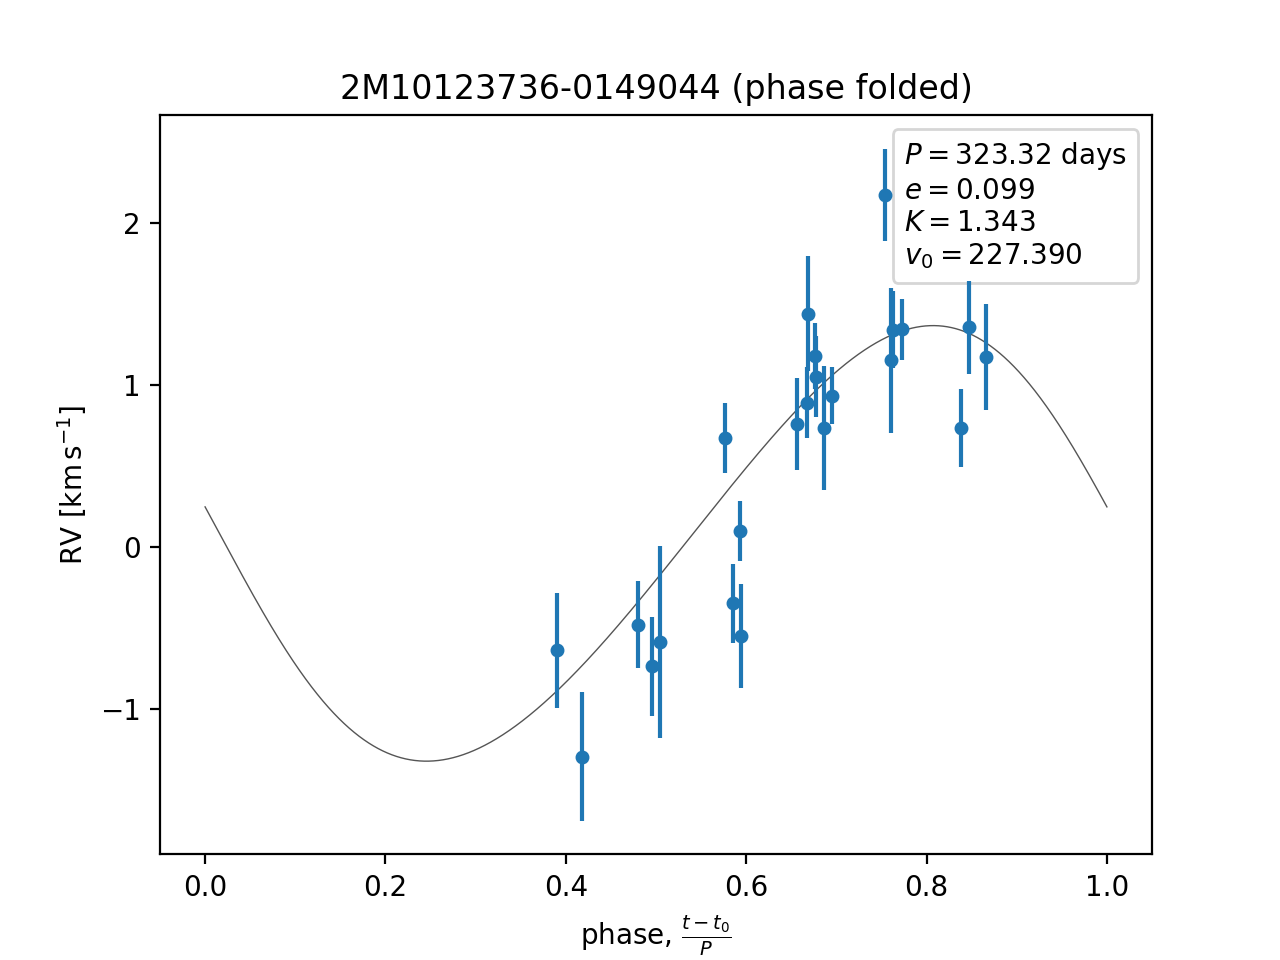 2M10123736-0149044 (phase folded)
P = 323.32 days
e = 0.099
K = 1.343
v₀ = 227.390
2
1
0
−1
RV [km s⁻¹]
0.0 0.2 0.4 0.6 0.8 1.0
phase, (t − t₀)/P